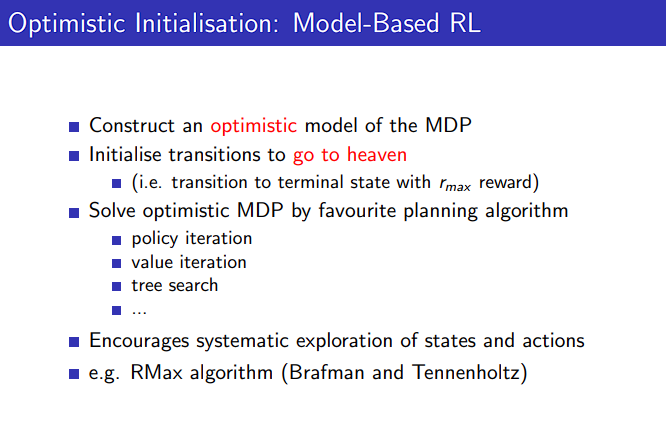 Optimistic Initialisation: Model-Based RL
Construct an optimistic model of the MDP
Initialise transitions to go to heaven
(i.e. transition to terminal state with r_max reward)
Solve optimistic MDP by favourite planning algorithm
policy iteration
value iteration
tree search
...
Encourages systematic exploration of states and actions
e.g. RMax algorithm (Brafman and Tennenholtz)